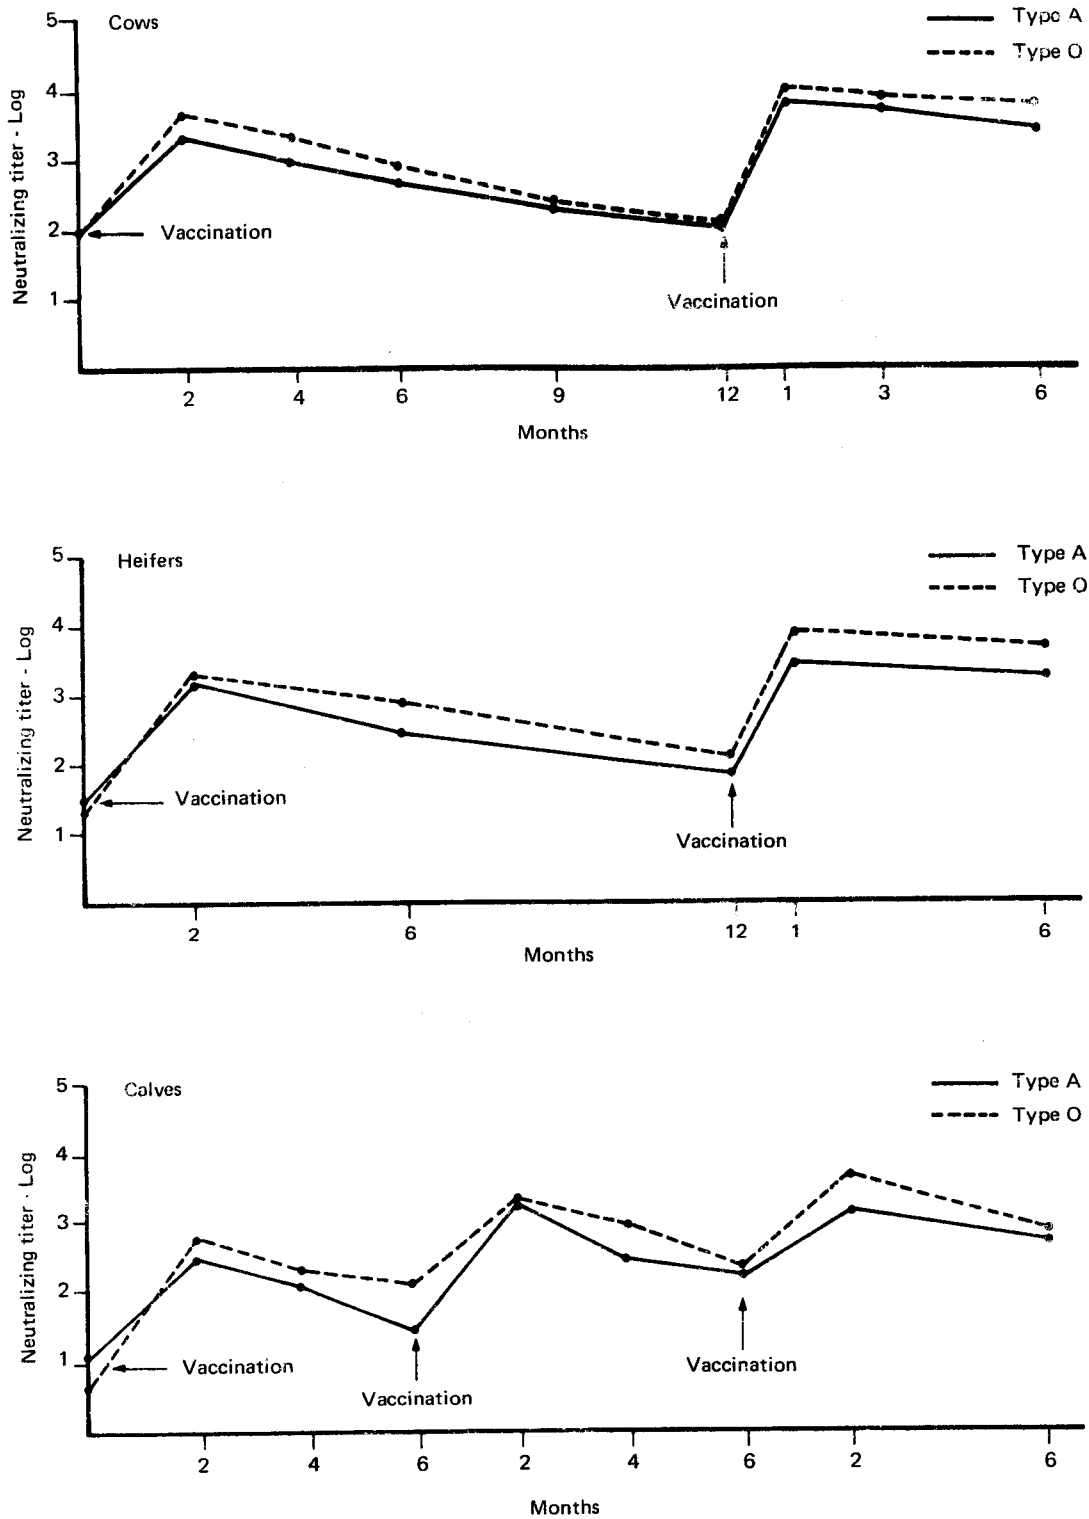 Cows
Type A
Type O
5
4
3
2
1
Neutralizing titer - Log
Vaccination
Vaccination
2 4 6 9 12 1 3 6
Months
Heifers
Type A
Type O
5
4
3
2
1
Neutralizing titer - Log
Vaccination
Vaccination
2 6 12 1 6
Months
Calves
Type A
Type O
5
4
3
2
1
Neutralizing titer - Log
Vaccination
Vaccination
Vaccination
2 4 6 2 4 6 2 6
Months